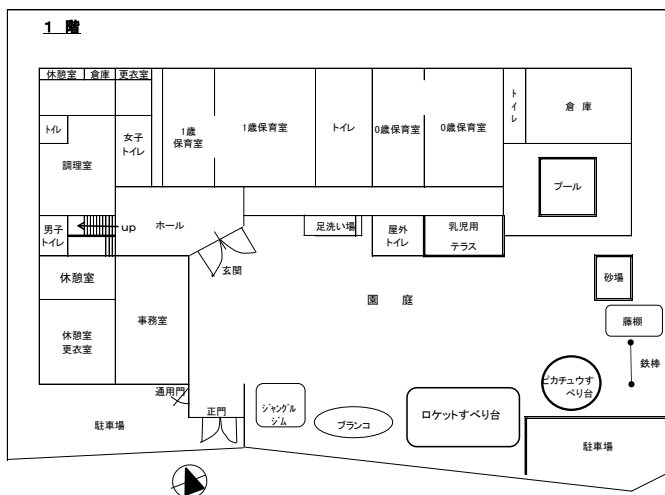 1 階
休憩室
倉庫
更衣室
トイレ
調理室
女子
トイレ
1歳
保育室
1歳保育室
トイレ
0歳保育室
0歳保育室
トイレ
倉 庫
プール
男子
トイレ
up
ホール
足洗い場
屋外
トイレ
乳児用
テラス
玄関
休憩室
園 庭
砂場
事務室
藤棚
休憩室
更衣室
鉄棒
ピカチュウす
べり台
通用門
正門
ジャングル
ジム
ブランコ
ロケットすべり台
駐車場
駐車場